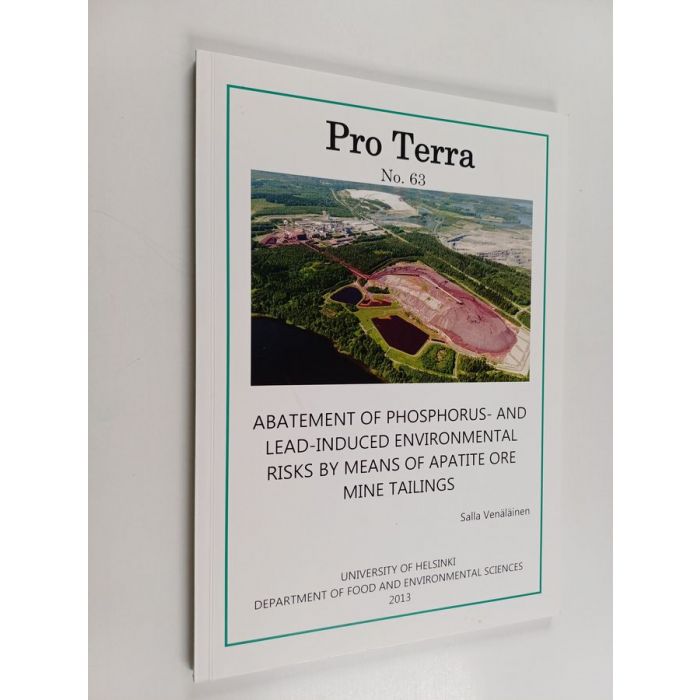 Pro Terra
No. 63
ABATEMENT OF PHOSPHORUS- AND
LEAD-INDUCED ENVIRONMENTAL
RISKS BY MEANS OF APATITE ORE
MINE TAILINGS
Salla Venäläinen
UNIVERSITY OF HELSINKI
DEPARTMENT OF FOOD AND ENVIRONMENTAL SCIENCES
2013